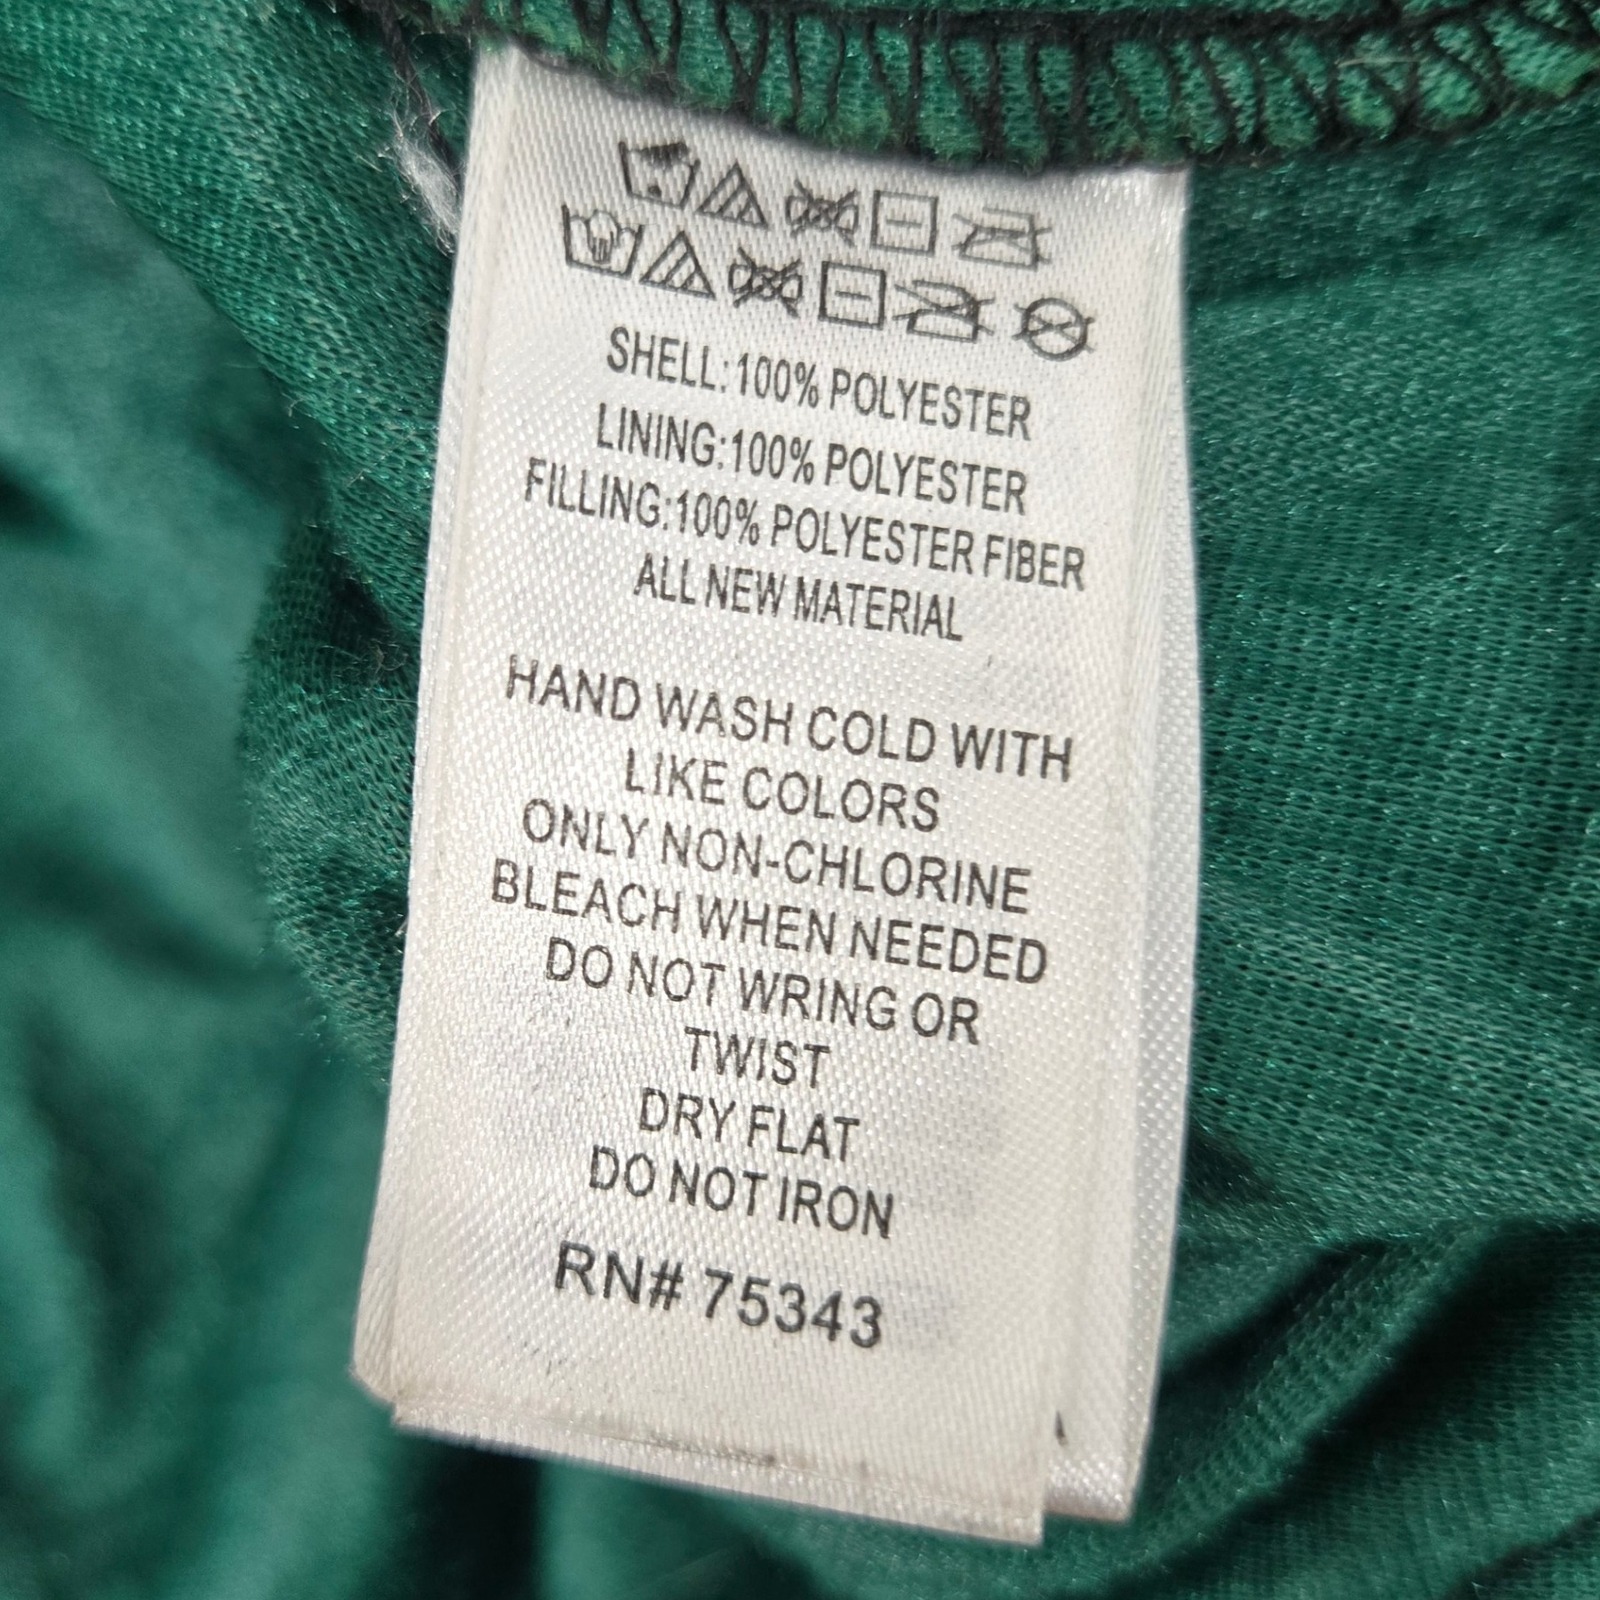 SHELL:100% POLYESTER
LINING:100% POLYESTER
FILLING:100% POLYESTER FIBER
ALL NEW MATERIAL
HAND WASH COLD WITH
LIKE COLORS
ONLY NON-CHLORINE
BLEACH WHEN NEEDED
DO NOT WRING OR
TWIST
DRY FLAT
DO NOT IRON
RN# 75343